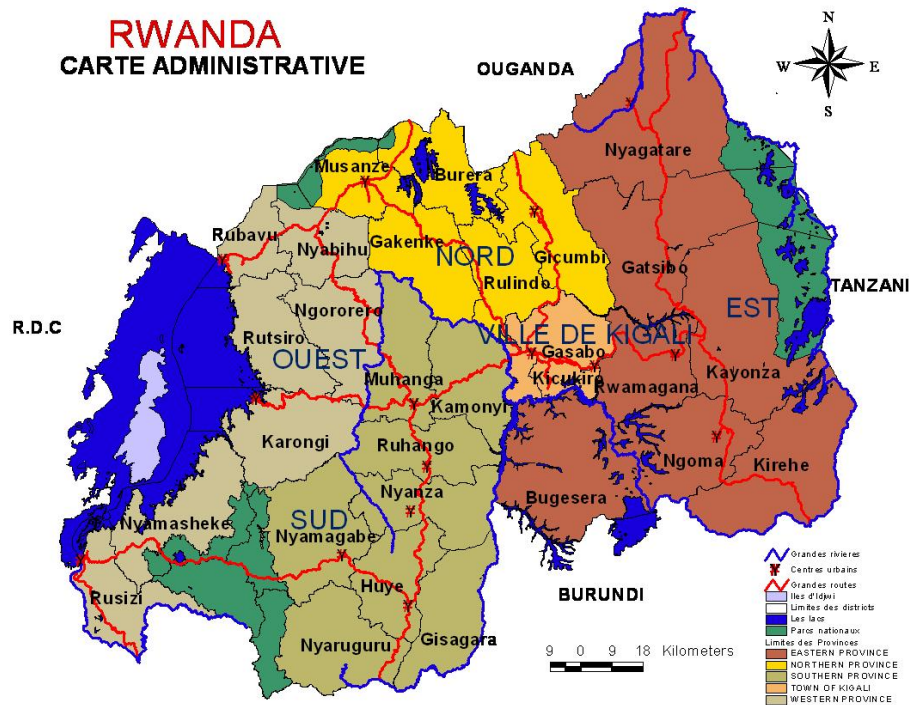 RWANDA
CARTE ADMINISTRATIVE
OUGANDA
N
W E
S
Nyagatare
Musanze
Burera
Rubavu
Nyabihu
Gakenke
NORD
Gicumbi
Rulindo
Gatsibo
EST
TANZANI
R.D.C
Ngororero
Rutsiro
OUEST
VILLE DE KIGALI
Gasabo
Kicukiro
Rwamagana
Kayonza
Muhanga
Kamonyi
Karongi
Ruhango
Ngoma
Kirehe
Nyanza
Bugesera
Nyamasheke
SUD
Nyamagabe
Huye
Rusizi
Nyaruguru
Gisagara
BURUNDI
9 0 9 18 Kilometers
Grandes rivieres
Centres urbains
Grandes routes
Iles d'Idjwi
Limites des districts
Les lacs
Parcs nationaux
Limites des Provinces
EASTERN PROVINCE
NORTHERN PROVINCE
SOUTHERN PROVINCE
TOWN OF KIGALI
WESTERN PROVINCE